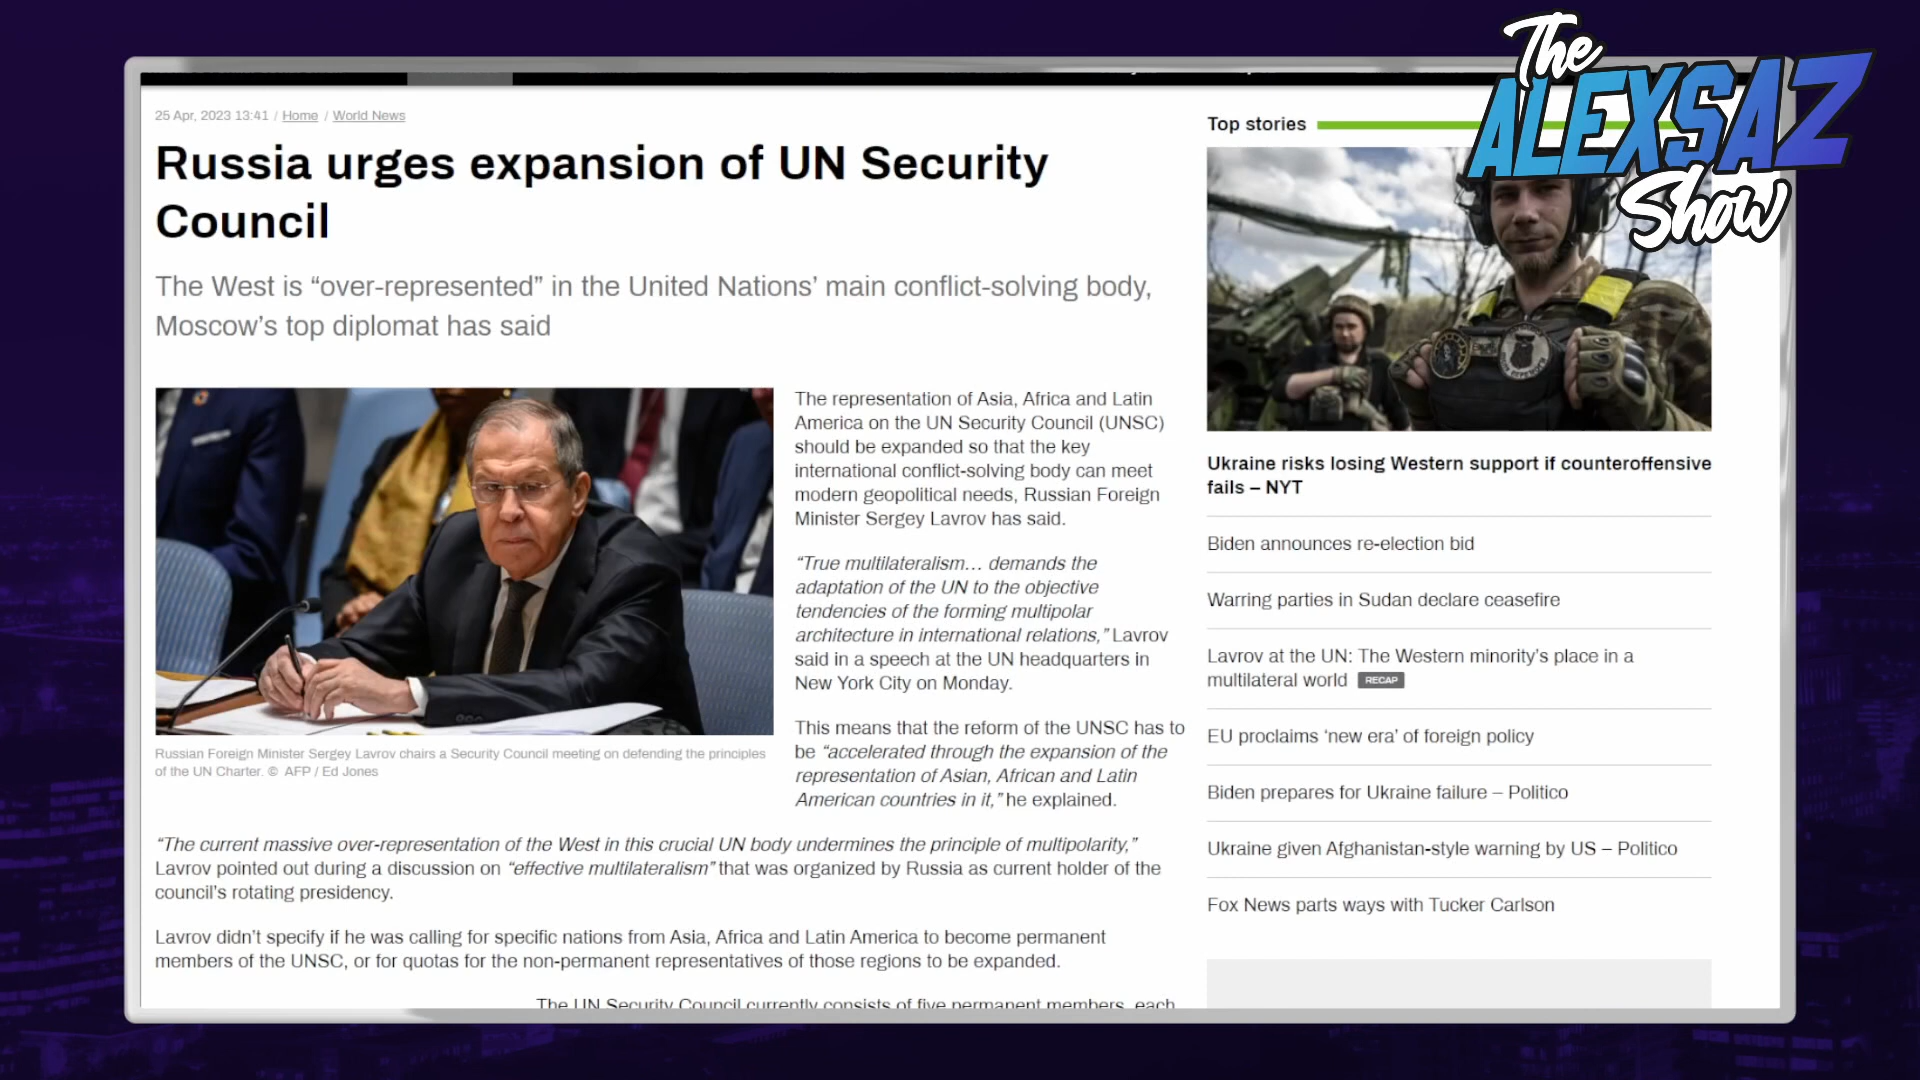 The
ALEXSAZ
Show
25 Apr, 2023 13:41 / Home / World News
Russia urges expansion of UN Security
Council
The West is “over-represented” in the United Nations’ main conflict-solving body,
Moscow’s top diplomat has said
Russian Foreign Minister Sergey Lavrov chairs a Security Council meeting on defending the principles
of the UN Charter. © AFP / Ed Jones
The representation of Asia, Africa and Latin
America on the UN Security Council (UNSC)
should be expanded so that the key
international conflict-solving body can meet
modern geopolitical needs, Russian Foreign
Minister Sergey Lavrov has said.
“True multilateralism… demands the
adaptation of the UN to the objective
tendencies of the forming multipolar
architecture in international relations,” Lavrov
said in a speech at the UN headquarters in
New York City on Monday.
This means that the reform of the UNSC has to
be “accelerated through the expansion of the
representation of Asian, African and Latin
American countries in it,” he explained.
“The current massive over-representation of the West in this crucial UN body undermines the principle of multipolarity,”
Lavrov pointed out during a discussion on “effective multilateralism” that was organized by Russia as current holder of the
council’s rotating presidency.
Lavrov didn’t specify if he was calling for specific nations from Asia, Africa and Latin America to become permanent
members of the UNSC, or for quotas for the non-permanent representatives of those regions to be expanded.
The UN Security Council currently consists of five permanent members, each
Top stories
Ukraine risks losing Western support if counteroffensive
fails – NYT
Biden announces re-election bid
Warring parties in Sudan declare ceasefire
Lavrov at the UN: The Western minority’s place in a
multilateral world RECAP
EU proclaims ‘new era’ of foreign policy
Biden prepares for Ukraine failure – Politico
Ukraine given Afghanistan-style warning by US – Politico
Fox News parts ways with Tucker Carlson